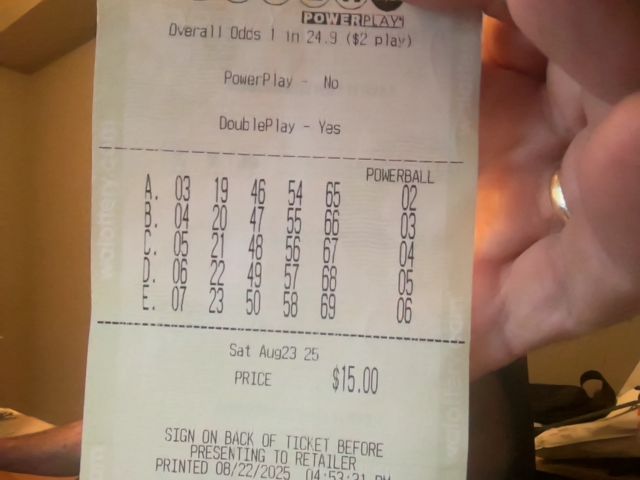 POWERPLAY
Overall Odds 1 in 24.9 ($2 play)
PowerPlay - No
DoublePlay - Yes
POWERBALL
A. 03 19 46 54 65 02
B. 04 20 47 55 66 03
C. 05 21 48 56 67 04
D. 06 22 49 57 68 05
E. 07 23 50 58 69 06
Sat Aug23 25
PRICE $15.00
SIGN ON BACK OF TICKET BEFORE
PRESENTING TO RETAILER
PRINTED 08/22/2025 04:53:31 PM
walottery.com